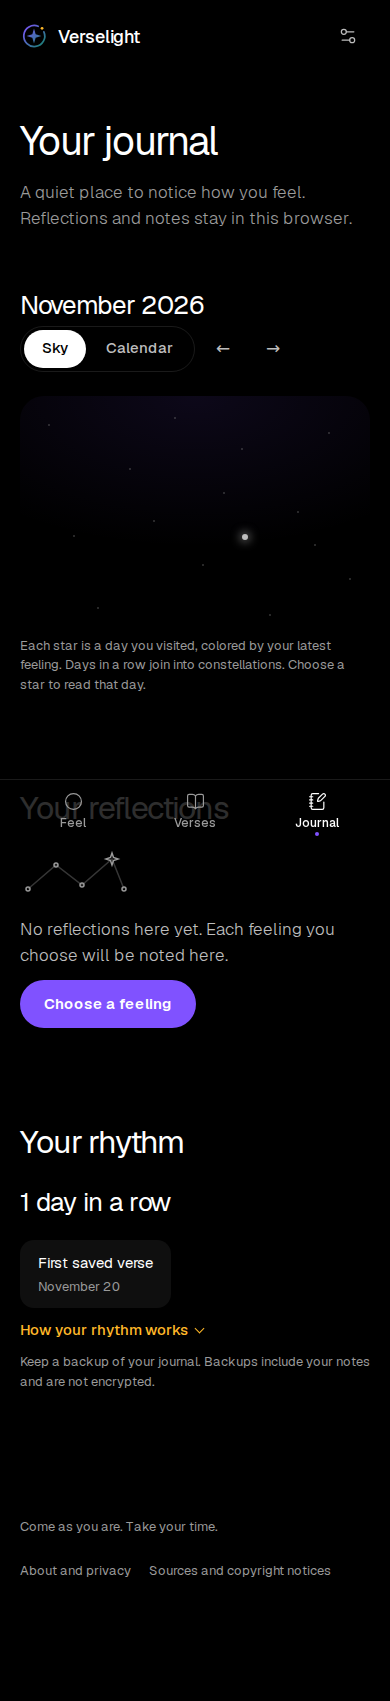 Verselight
Your journal
A quiet place to notice how you feel.
Reflections and notes stay in this browser.
November 2026
Sky
Calendar
←
→
Each star is a day you visited, colored by your latest
feeling. Days in a row join into constellations. Choose a
star to read that day.
Your reflections
Feel
Verses
Journal
No reflections here yet. Each feeling you
choose will be noted here.
Choose a feeling
Your rhythm
1 day in a row
First saved verse
November 20
How your rhythm works
Keep a backup of your journal. Backups include your notes
and are not encrypted.
Come as you are. Take your time.
About and privacy
Sources and copyright notices